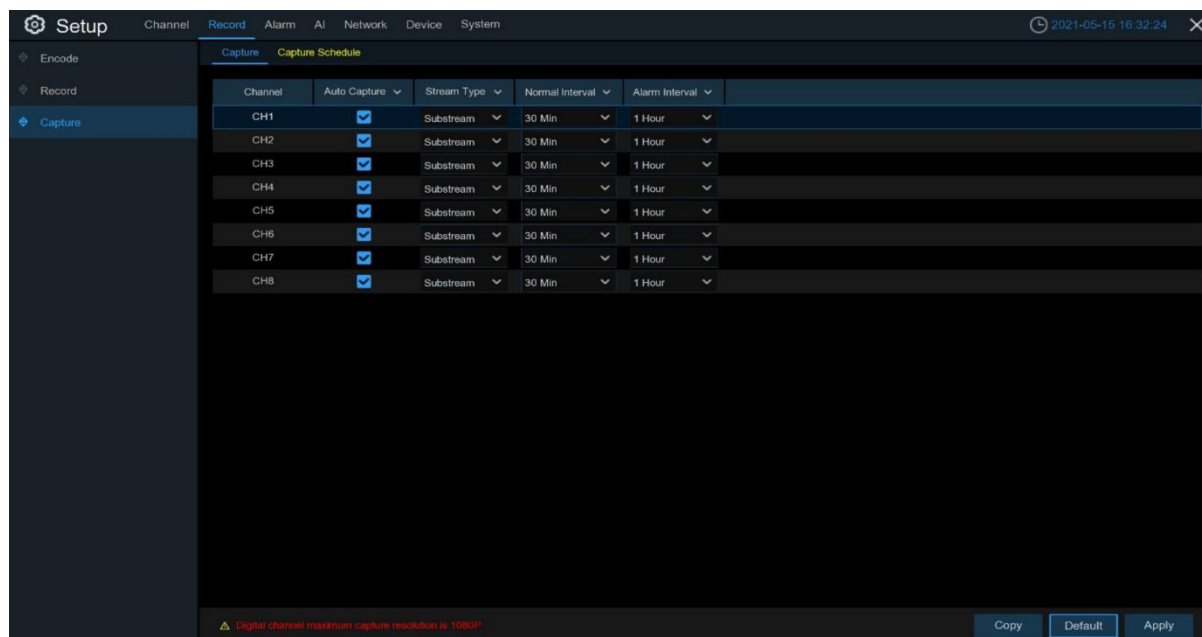 Setup Channel Record Alarm AI Network Device System 2021-05-15 16:32:24
Encode
Record
Capture
Capture Capture Schedule
Channel Auto Capture Stream Type Normal Interval Alarm Interval
CH1 Substream 30 Min 1 Hour
CH2 Substream 30 Min 1 Hour
CH3 Substream 30 Min 1 Hour
CH4 Substream 30 Min 1 Hour
CH5 Substream 30 Min 1 Hour
CH6 Substream 30 Min 1 Hour
CH7 Substream 30 Min 1 Hour
CH8 Substream 30 Min 1 Hour
Digital channel maximum capture resolution is 1080P
Copy Default Apply